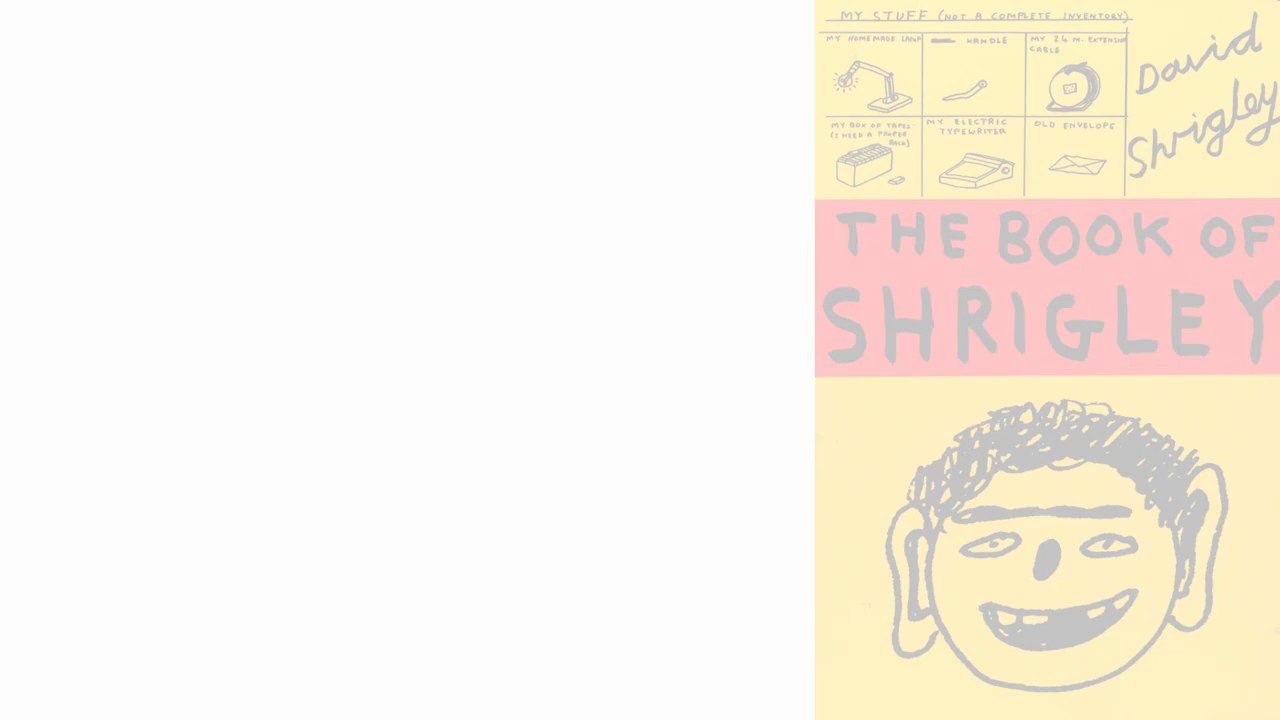 MY STUFF (NOT A COMPLETE INVENTORY)
MY HOMEMADE LAMP
HANDLE
MY 24 M. EXTENSION
CABLE
MY BOX OF TAPES
(I NEED A PROPER
RACK)
MY ELECTRIC
TYPEWRITER
OLD ENVELOPE
David
Shrigley
THE BOOK OF
SHRIGLEY